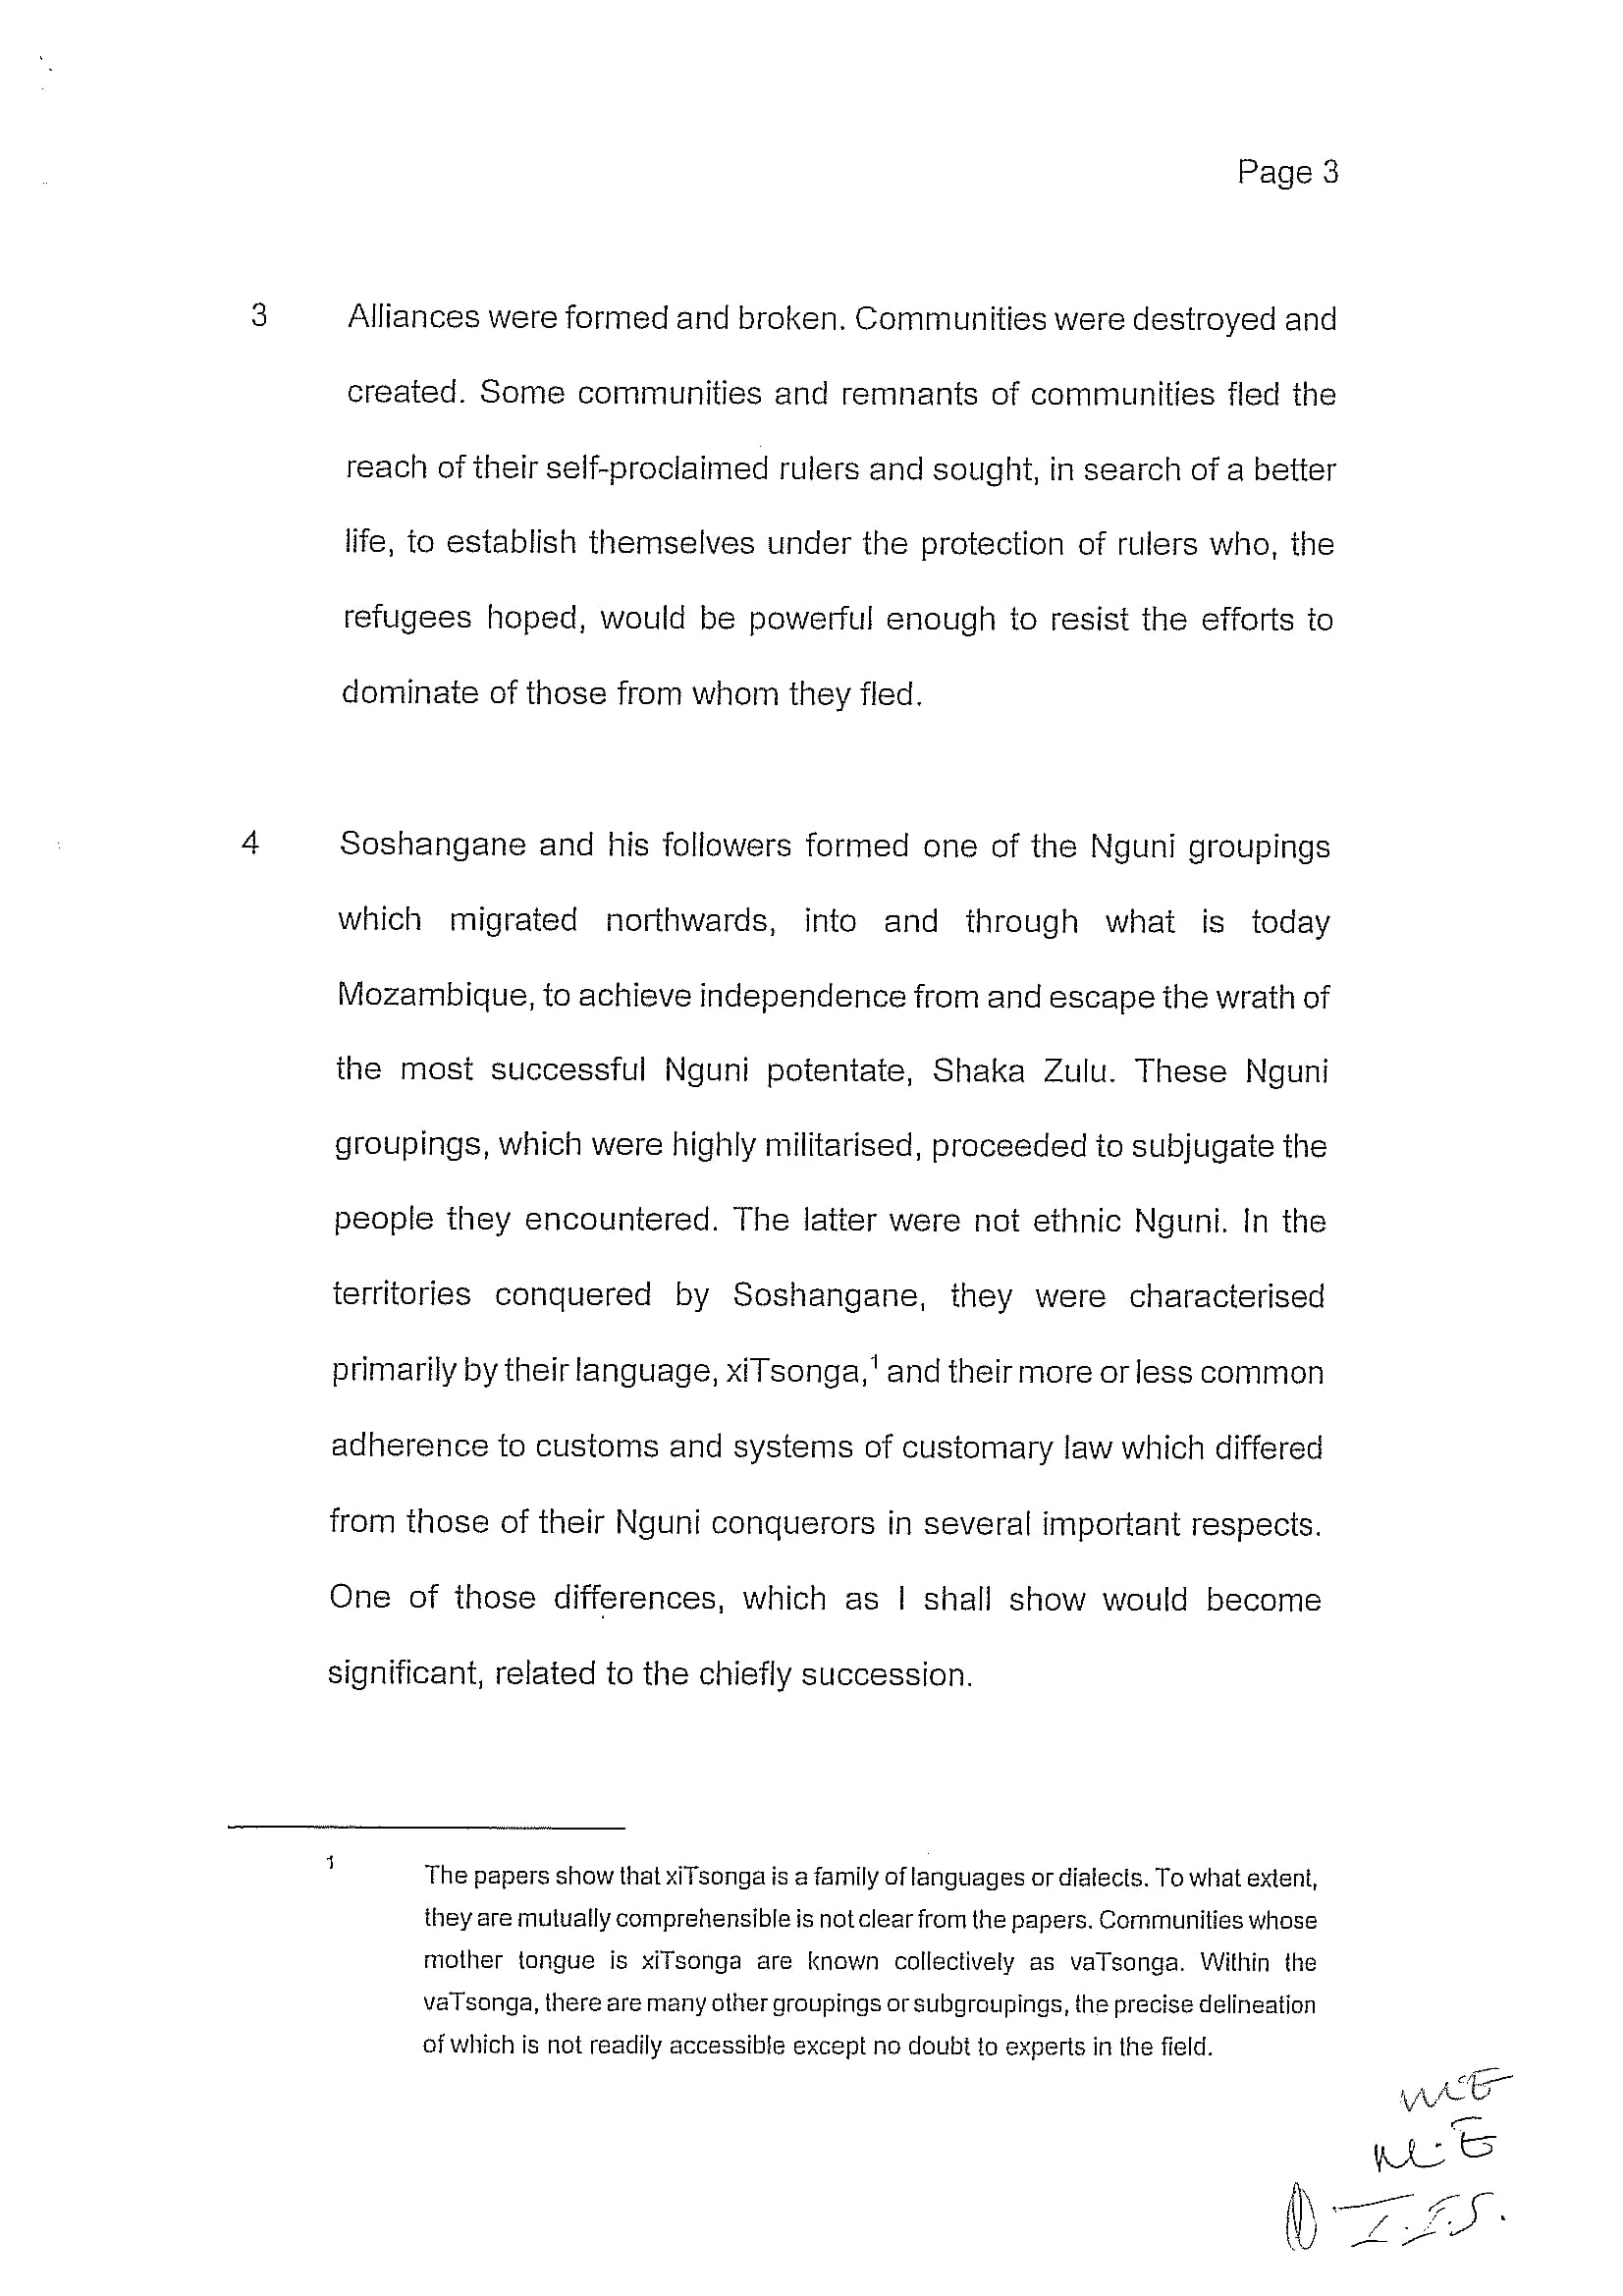 Page 3
3 Alliances were formed and broken. Communities were destroyed and
created. Some communities and remnants of communities fled the
reach of their self-proclaimed rulers and sought, in search of a better
life, to establish themselves under the protection of rulers who, the
refugees hoped, would be powerful enough to resist the efforts to
dominate of those from whom they fled.
4 Soshangane and his followers formed one of the Nguni groupings
which migrated northwards, into and through what is today
Mozambique, to achieve independence from and escape the wrath of
the most successful Nguni potentate, Shaka Zulu. These Nguni
groupings, which were highly militarised, proceeded to subjugate the
people they encountered. The latter were not ethnic Nguni. In the
territories conquered by Soshangane, they were characterised
primarily by their language, xiTsonga,¹ and their more or less common
adherence to customs and systems of customary law which differed
from those of their Nguni conquerors in several important respects.
One of those differences, which as I shall show would become
significant, related to the chiefly succession.
1 The papers show that xiTsonga is a family of languages or dialects. To what extent,
they are mutually comprehensible is not clear from the papers. Communities whose
mother tongue is xiTsonga are known collectively as vaTsonga. Within the
vaTsonga, there are many other groupings or subgroupings, the precise delineation
of which is not readily accessible except no doubt to experts in the field.
M.E